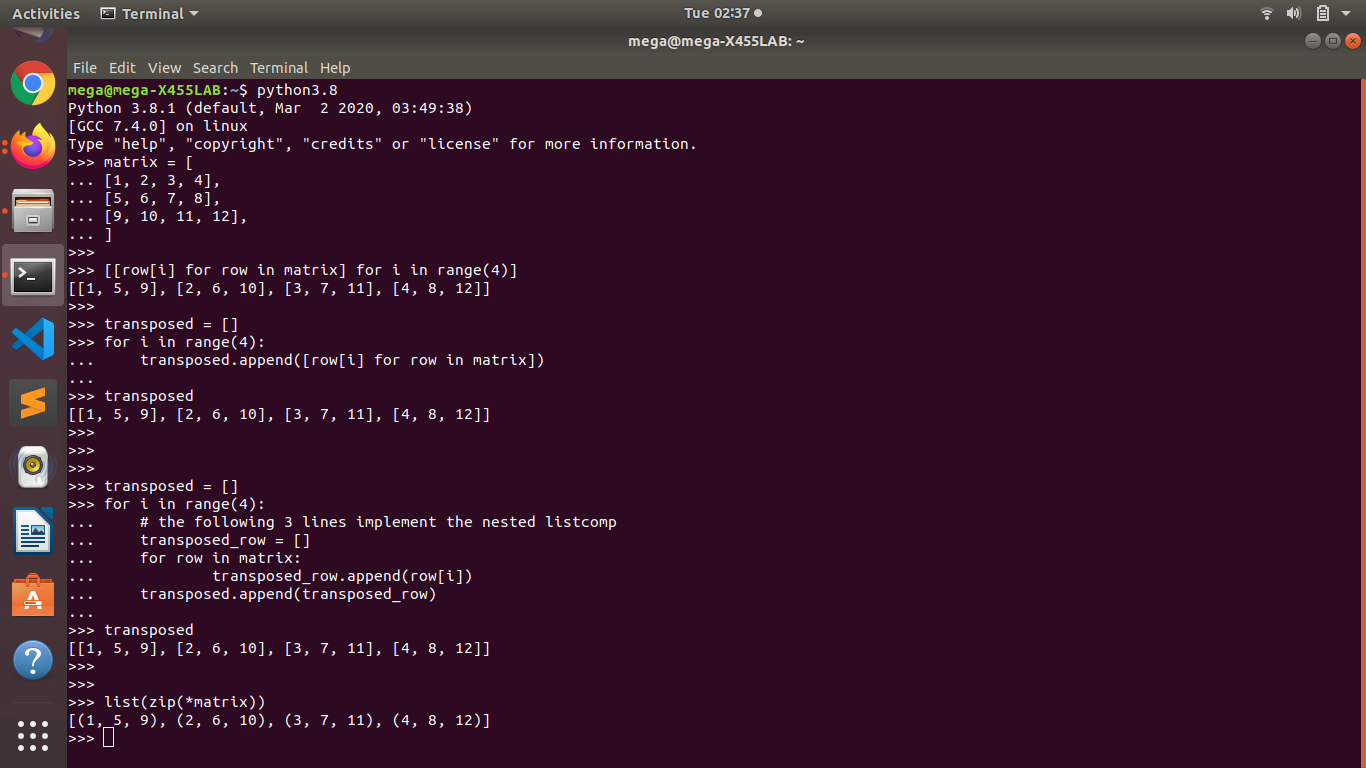 Activities Terminal Tue 02:37
mega@mega-X455LAB: ~
File Edit View Search Terminal Help
mega@mega-X455LAB:~$ python3.8
Python 3.8.1 (default, Mar  2 2020, 03:49:38)
[GCC 7.4.0] on linux
Type "help", "copyright", "credits" or "license" for more information.
>>> matrix = [
... [1, 2, 3, 4],
... [5, 6, 7, 8],
... [9, 10, 11, 12],
... ]
>>>
>>> [[row[i] for row in matrix] for i in range(4)]
[[1, 5, 9], [2, 6, 10], [3, 7, 11], [4, 8, 12]]
>>>
>>> transposed = []
>>> for i in range(4):
...     transposed.append([row[i] for row in matrix])
...
>>> transposed
[[1, 5, 9], [2, 6, 10], [3, 7, 11], [4, 8, 12]]
>>>
>>>
>>>
>>> transposed = []
>>> for i in range(4):
...     # the following 3 lines implement the nested listcomp
...     transposed_row = []
...     for row in matrix:
...             transposed_row.append(row[i])
...     transposed.append(transposed_row)
...
>>> transposed
[[1, 5, 9], [2, 6, 10], [3, 7, 11], [4, 8, 12]]
>>>
>>>
>>> list(zip(*matrix))
[(1, 5, 9), (2, 6, 10), (3, 7, 11), (4, 8, 12)]
>>>